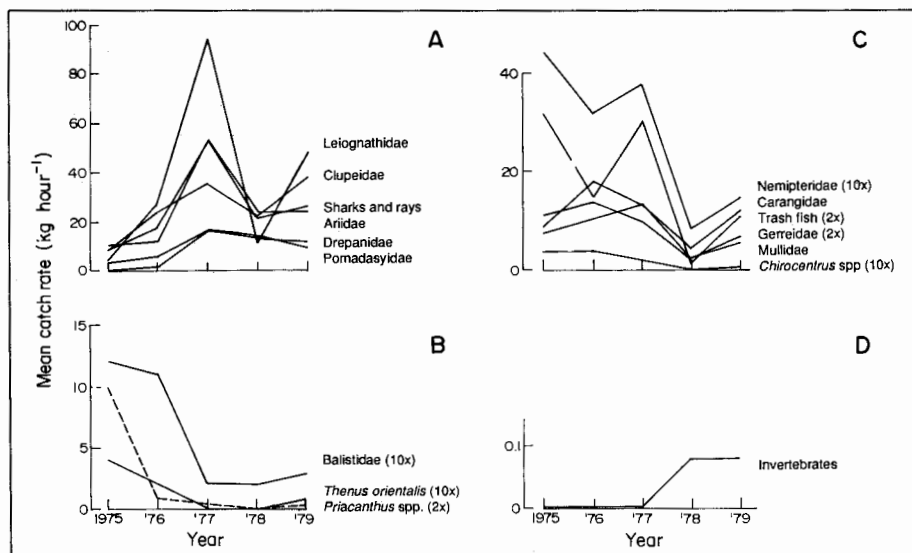 Mean catch rate (kg hour⁻¹)
A
100
80
60
40
20
0
Leiognathidae
Clupeidae
Sharks and rays
Ariidae
Drepanidae
Pomadasyidae
C
40
20
0
Nemipteridae (10x)
Carangidae
Trash fish (2x)
Gerreidae (2x)
Mullidae
Chirocentrus spp (10x)
B
15
10
5
0
Balistidae (10x)
Thenus orientalis (10x)
Priacanthus spp. (2x)
1975 '76 '77 '78 '79
Year
D
0.1
0
Invertebrates
1975 '76 '77 '78 '79
Year